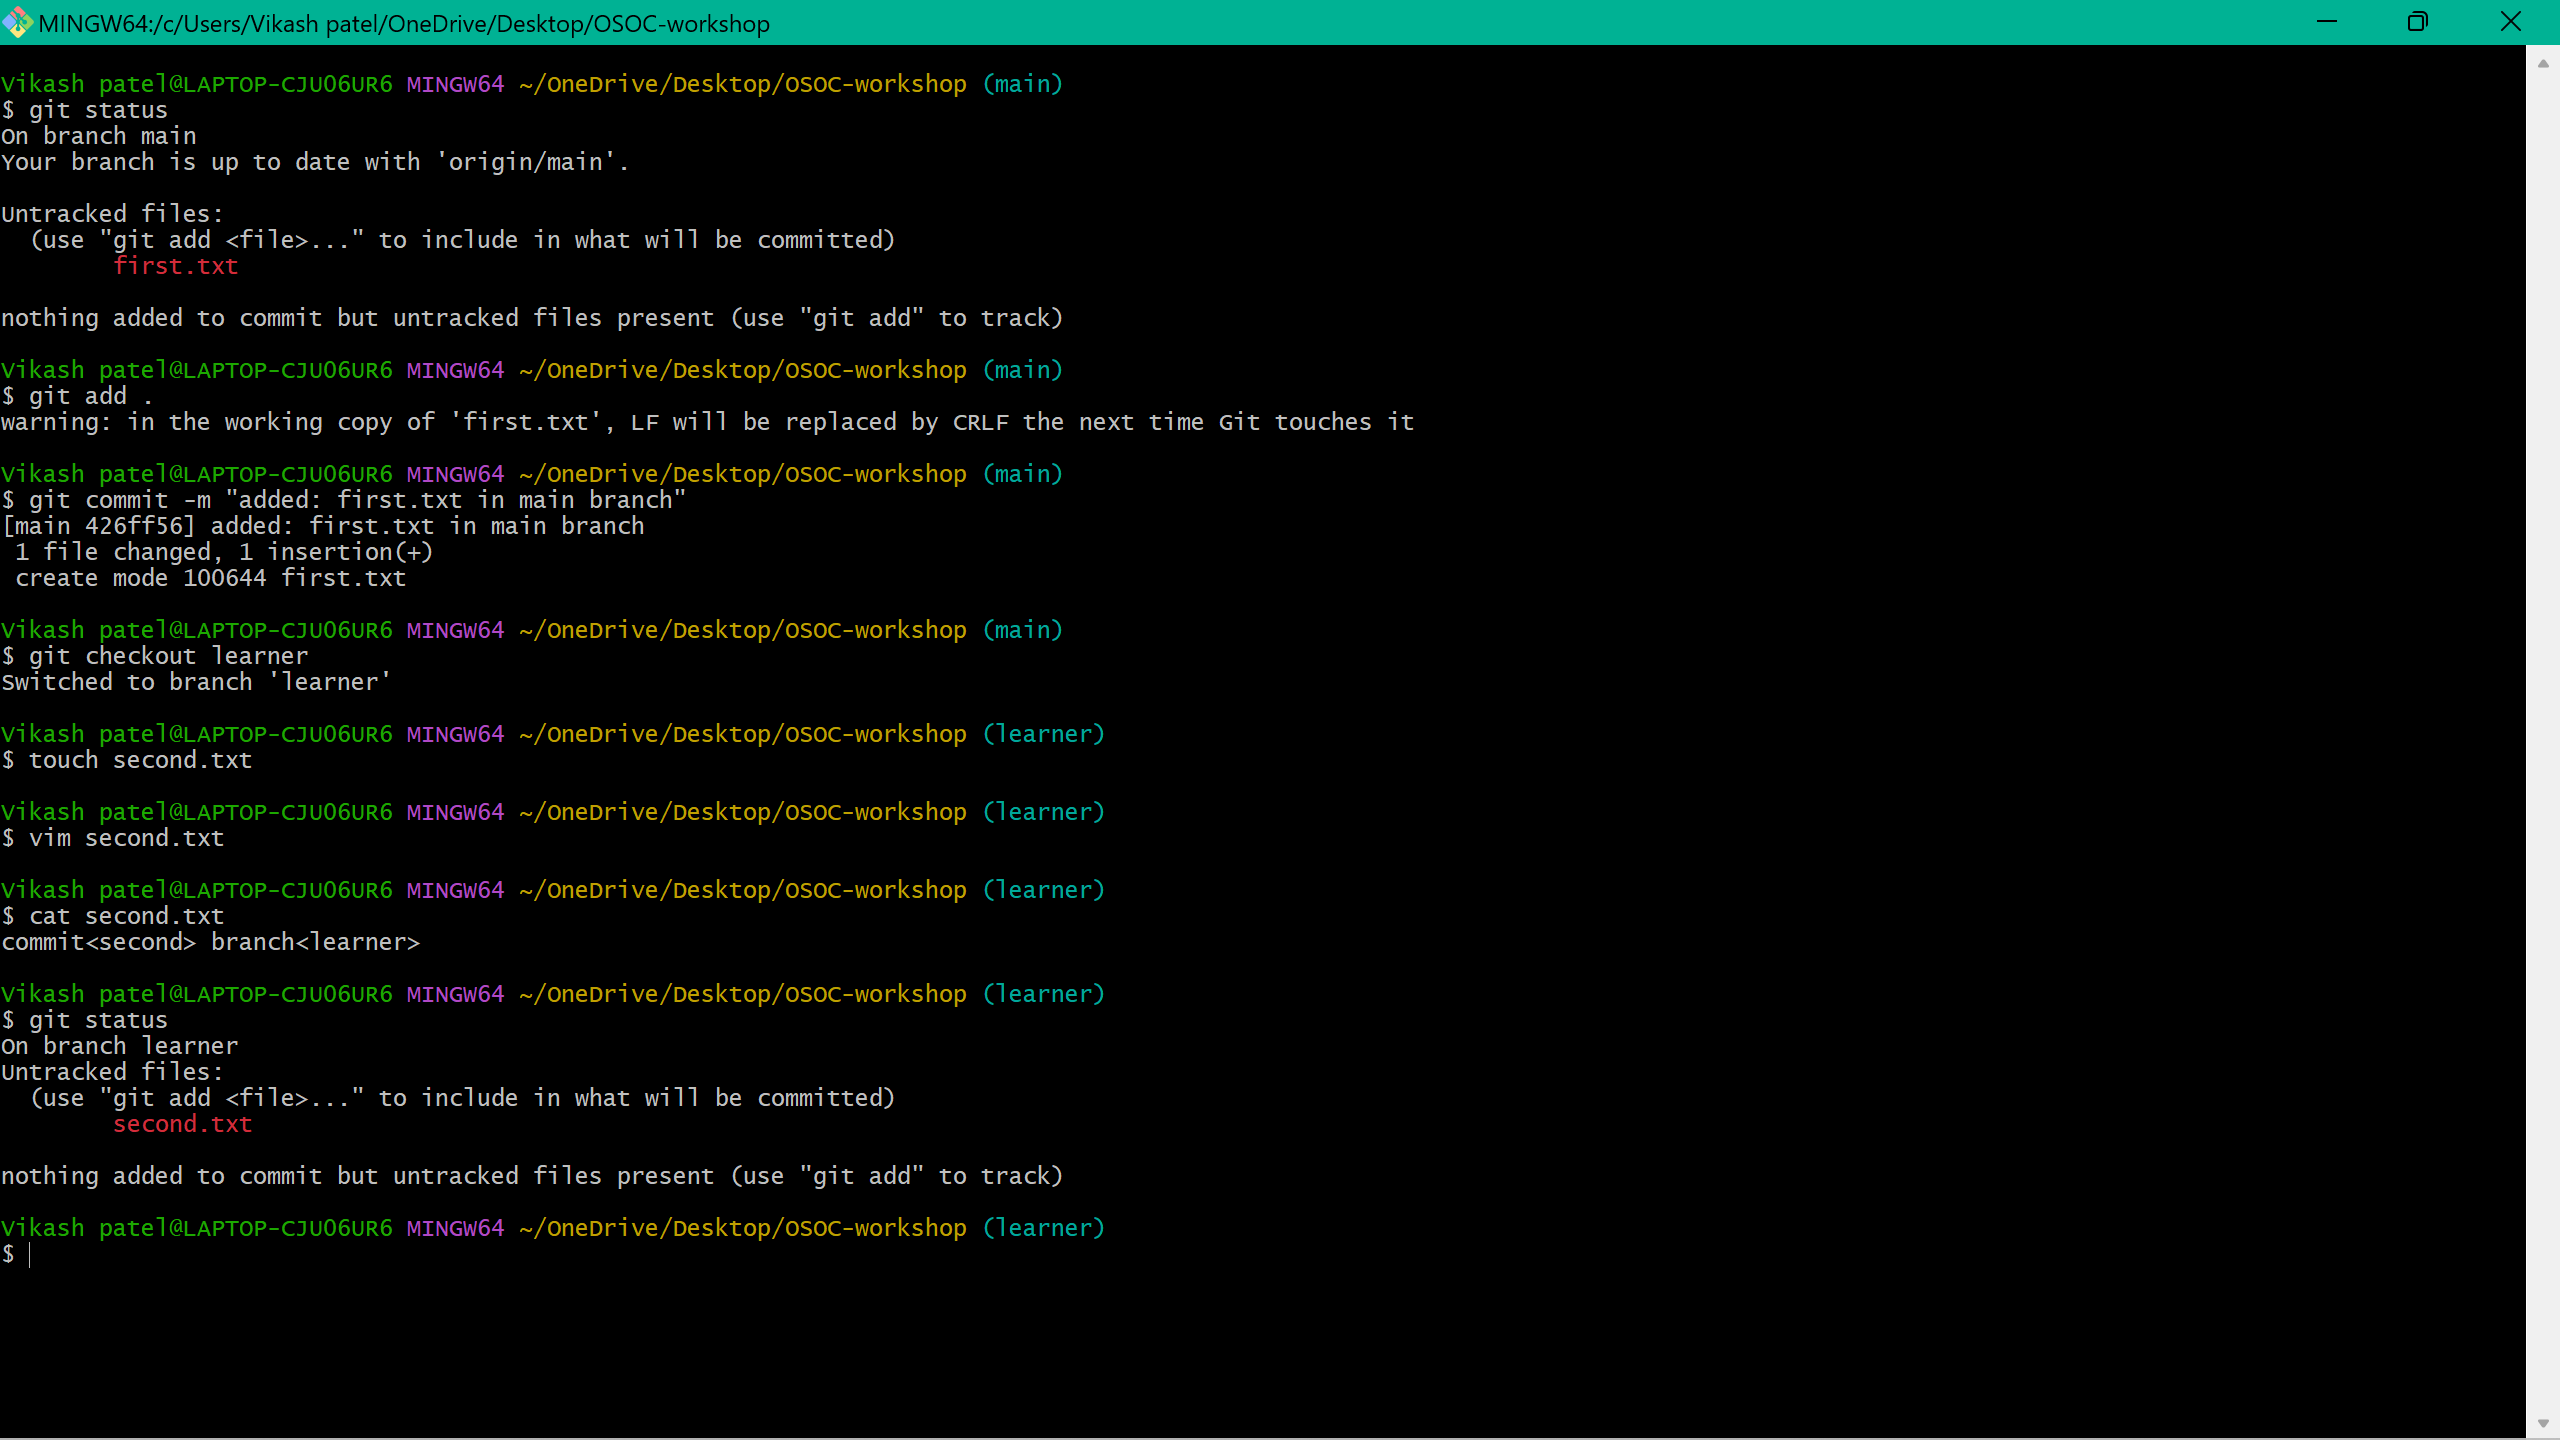 MINGW64:/c/Users/Vikash patel/OneDrive/Desktop/OSOC-workshop
Vikash patel@LAPTOP-CJU06UR6 MINGW64 ~/OneDrive/Desktop/OSOC-workshop (main)
$ git status
On branch main
Your branch is up to date with 'origin/main'.
Untracked files:
  (use "git add <file>..." to include in what will be committed)
        first.txt
nothing added to commit but untracked files present (use "git add" to track)
Vikash patel@LAPTOP-CJU06UR6 MINGW64 ~/OneDrive/Desktop/OSOC-workshop (main)
$ git add .
warning: in the working copy of 'first.txt', LF will be replaced by CRLF the next time Git touches it
Vikash patel@LAPTOP-CJU06UR6 MINGW64 ~/OneDrive/Desktop/OSOC-workshop (main)
$ git commit -m "added: first.txt in main branch"
[main 426ff56] added: first.txt in main branch
 1 file changed, 1 insertion(+)
 create mode 100644 first.txt
Vikash patel@LAPTOP-CJU06UR6 MINGW64 ~/OneDrive/Desktop/OSOC-workshop (main)
$ git checkout learner
Switched to branch 'learner'
Vikash patel@LAPTOP-CJU06UR6 MINGW64 ~/OneDrive/Desktop/OSOC-workshop (learner)
$ touch second.txt
Vikash patel@LAPTOP-CJU06UR6 MINGW64 ~/OneDrive/Desktop/OSOC-workshop (learner)
$ vim second.txt
Vikash patel@LAPTOP-CJU06UR6 MINGW64 ~/OneDrive/Desktop/OSOC-workshop (learner)
$ cat second.txt
commit<second> branch<learner>
Vikash patel@LAPTOP-CJU06UR6 MINGW64 ~/OneDrive/Desktop/OSOC-workshop (learner)
$ git status
On branch learner
Untracked files:
  (use "git add <file>..." to include in what will be committed)
        second.txt
nothing added to commit but untracked files present (use "git add" to track)
Vikash patel@LAPTOP-CJU06UR6 MINGW64 ~/OneDrive/Desktop/OSOC-workshop (learner)
$